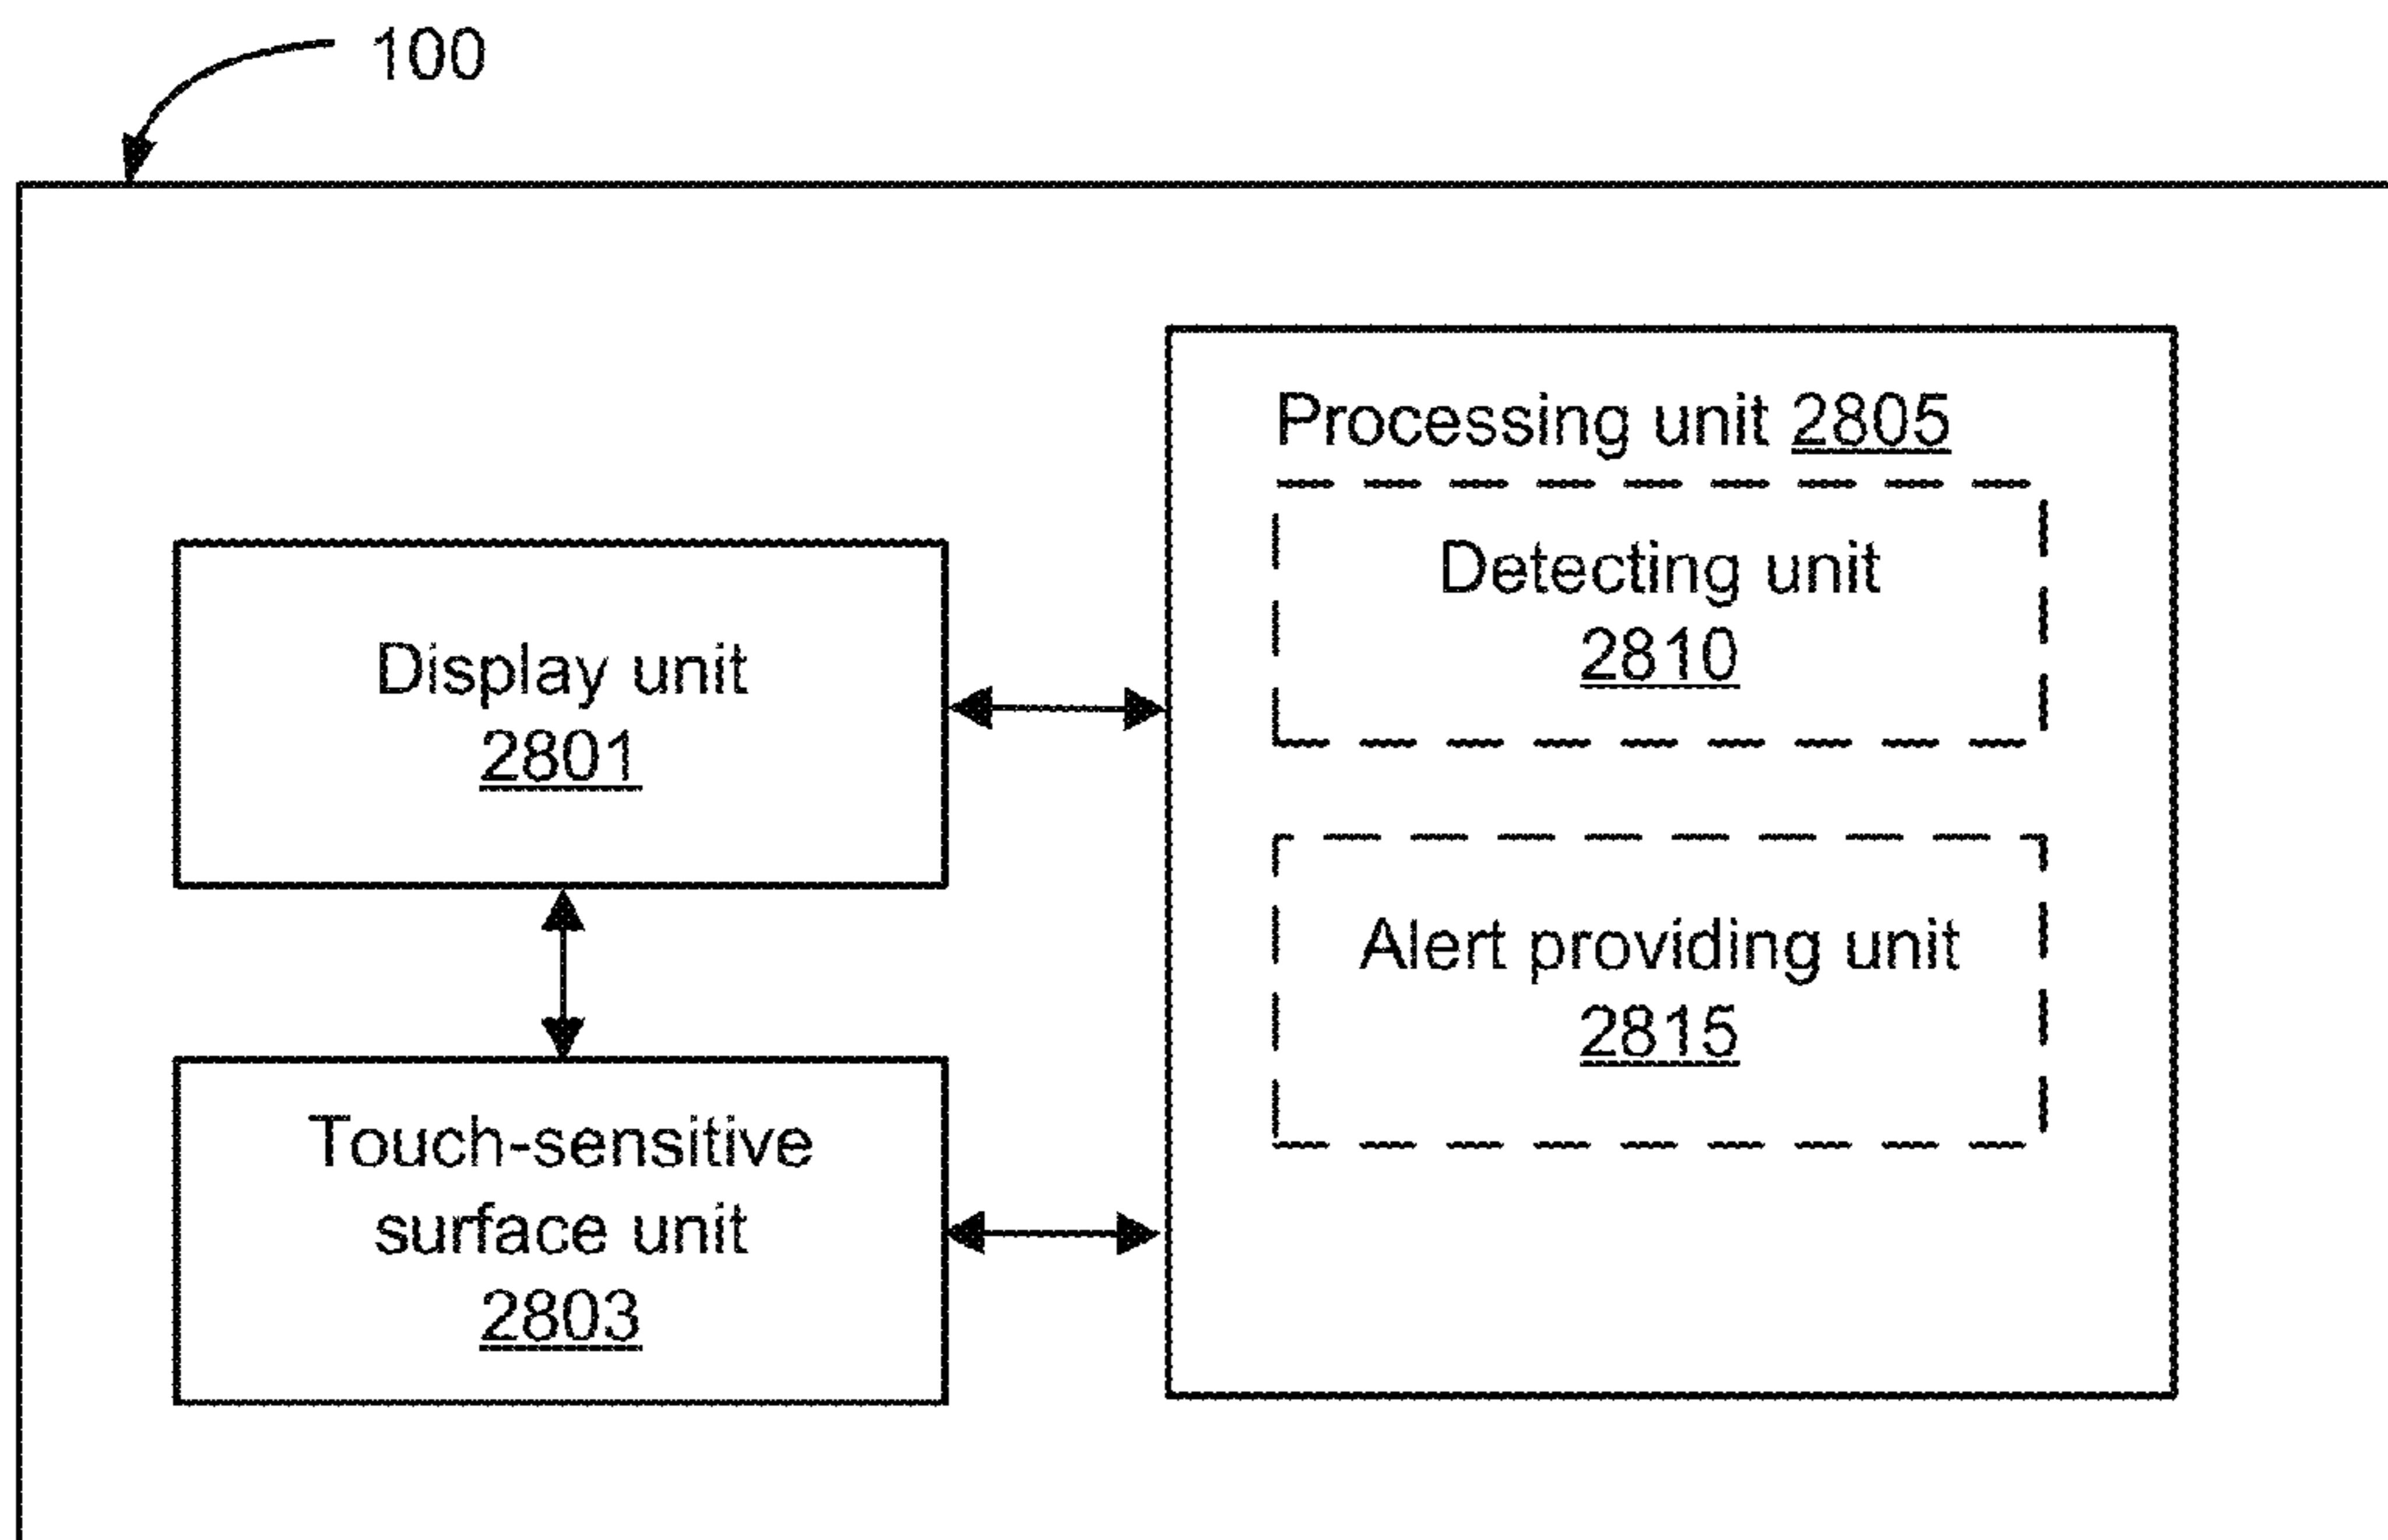 100
Processing unit 2805
Detecting unit
2810
Display unit
2801
Alert providing unit
2815
Touch-sensitive
surface unit
2803